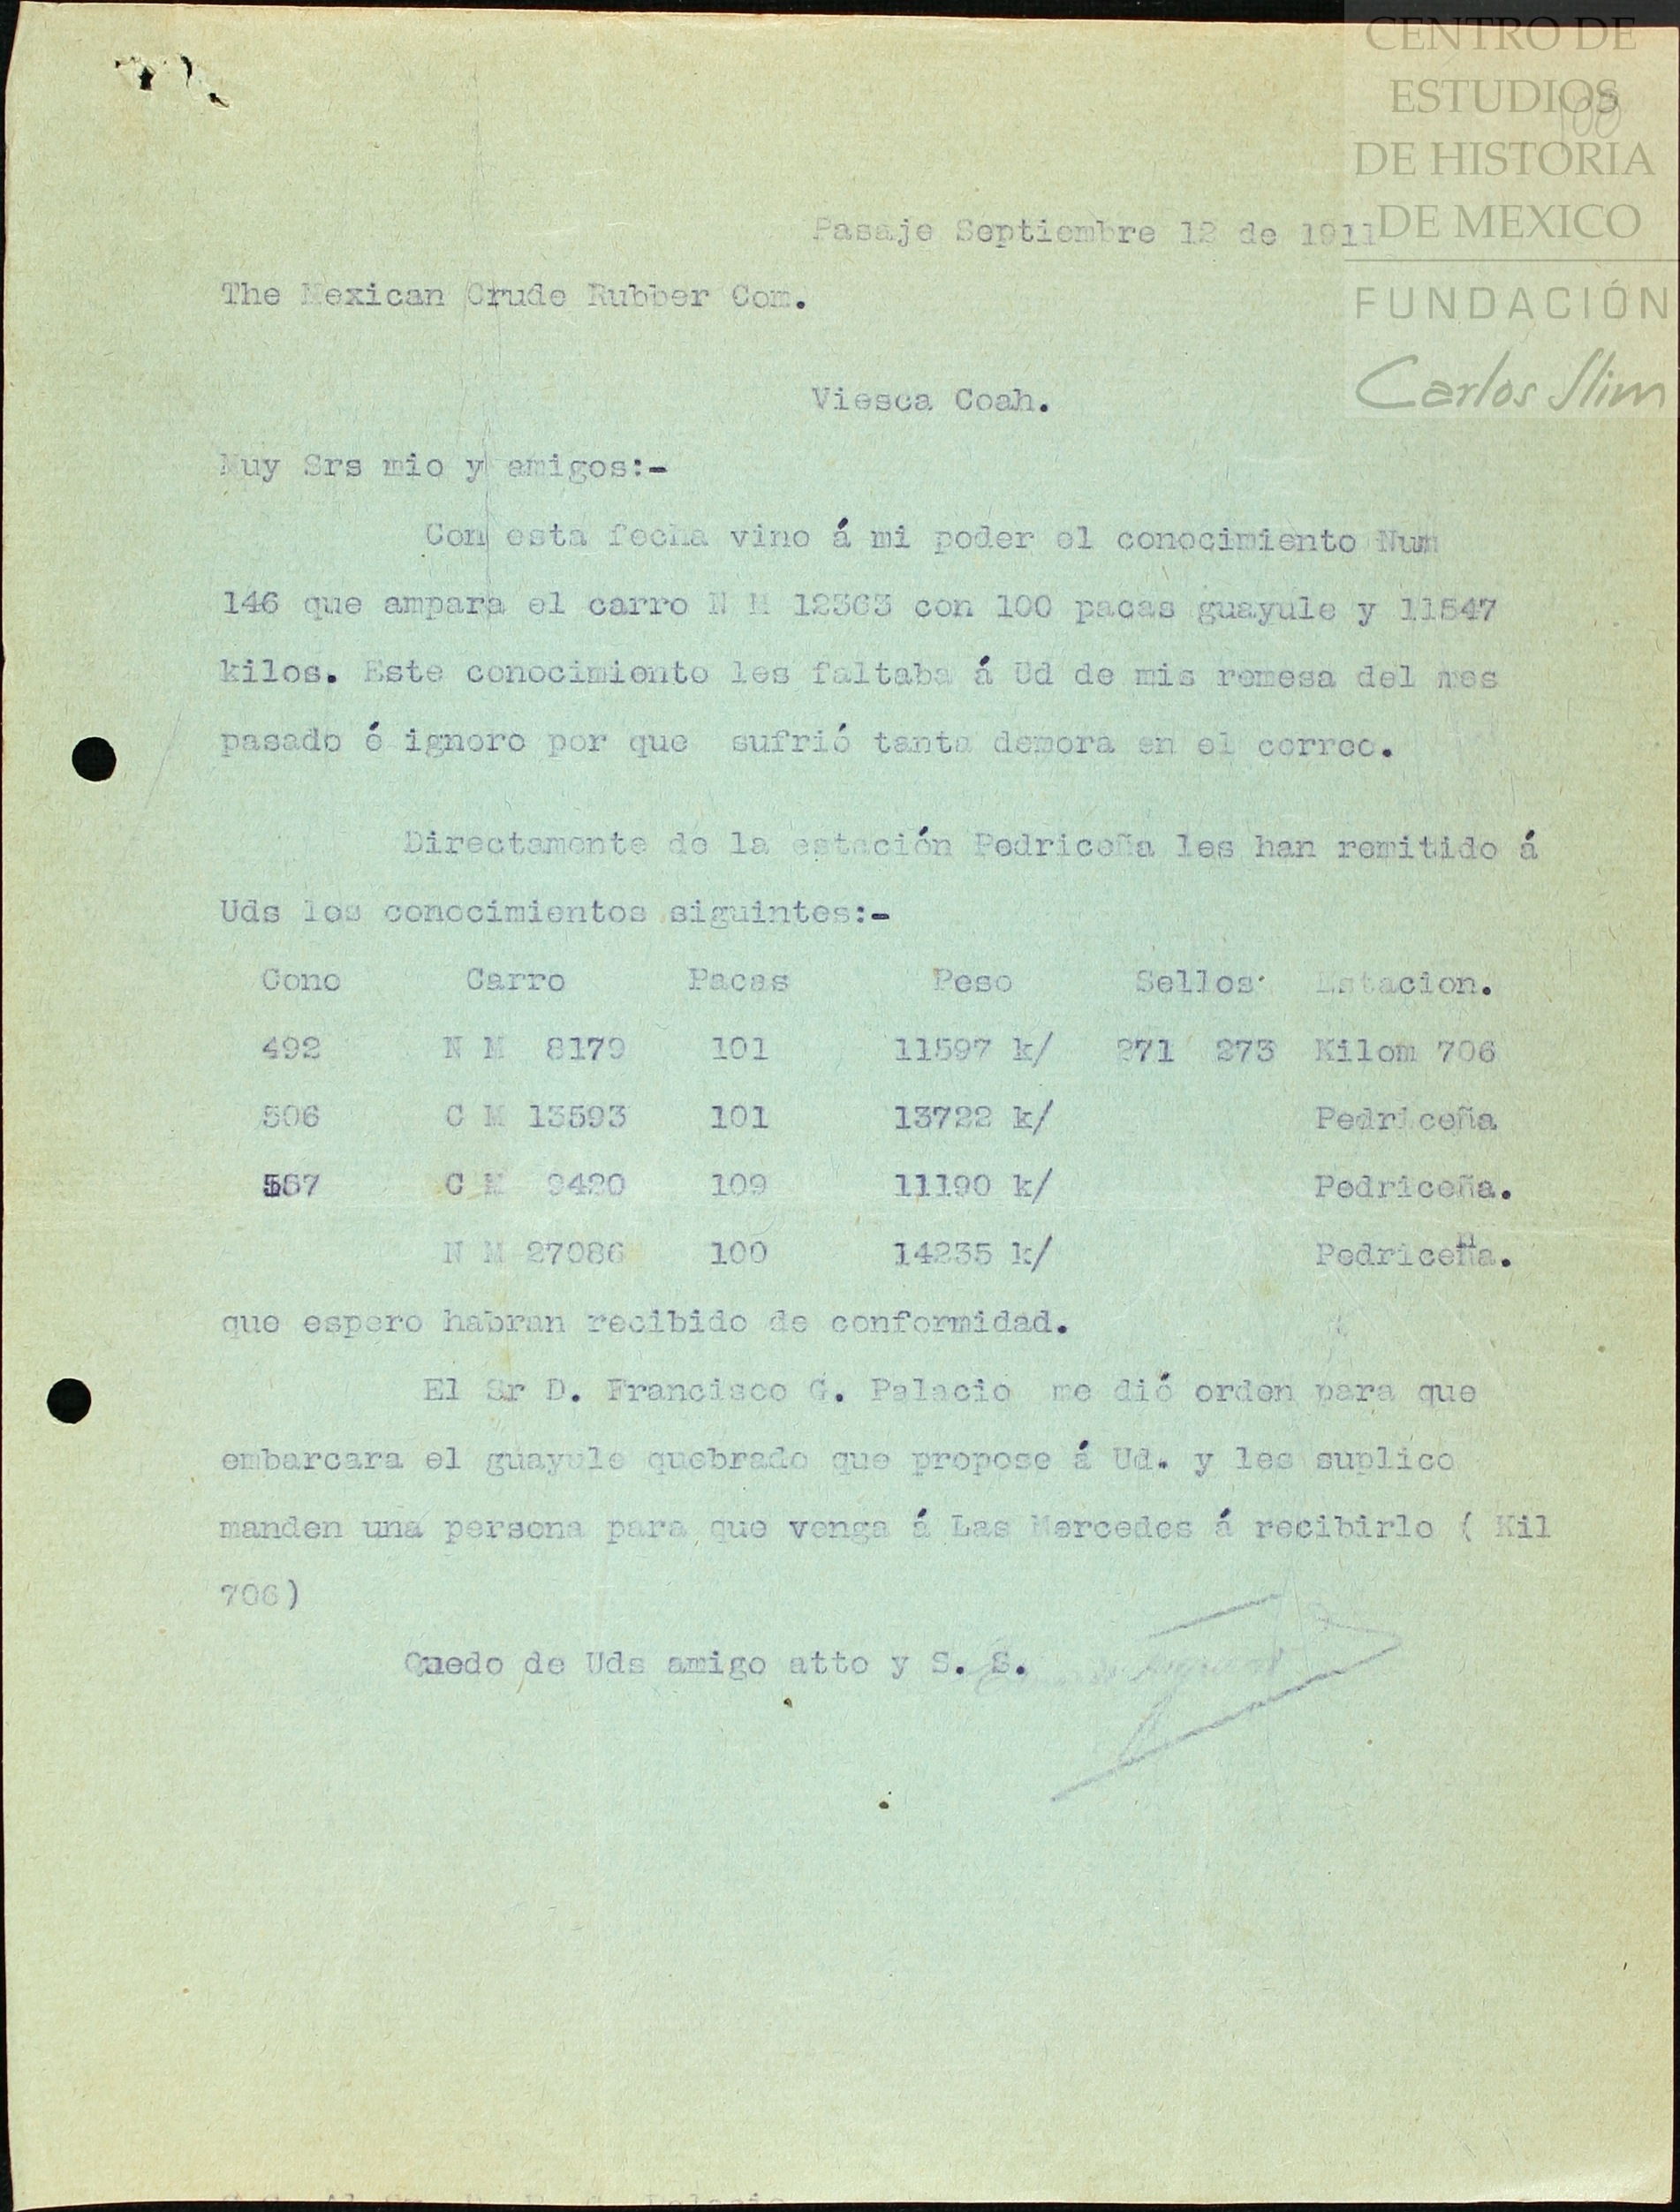 CENTRO DE
ESTUDIOS
100
DE HISTORIA
DE MEXICO
FUNDACIÓN
Carlos Slim
Pasaje Septiembre 12 de 1911
The Mexican Crude Rubber Com.
Viesca Coah.
Muy Srs mio y amigos:-
Con esta fecha vino á mi poder el conocimiento Num
146 que ampara el carro N M 12363 con 100 pacas guayule y 11547
kilos. Este conocimiento les faltaba á Ud de mis remesa del mes
pasado é ignoro por que sufrió tanta demora en el correo.
Directamente de la estación Pedriceña les han remitido á
Uds los conocimientos siguintes:-
Cono Carro Pacas Peso Sellos Estacion.
492 N M 8179 101 11597 k/ 271 273 Kilom 706
506 C M 13593 101 13722 k/ Pedriceña
557 C M 9420 109 11190 k/ Pedriceña.
N M 27086 100 14235 k/ Pedriceña.
que espero habran recibido de conformidad.
El Sr D. Francisco G. Palacio me dió orden para que
embarcara el guayule quebrado que propose á Ud. y les suplico
manden una persona para que venga á Las Mercedes á recibirlo ( Kil
706)
Quedo de Uds amigo atto y S. S.